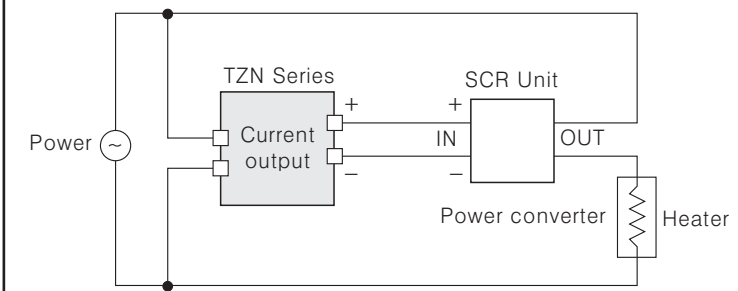 TZN Series
SCR Unit
+
+
Power
~
Current
output
IN
OUT
−
−
Power converter
Heater